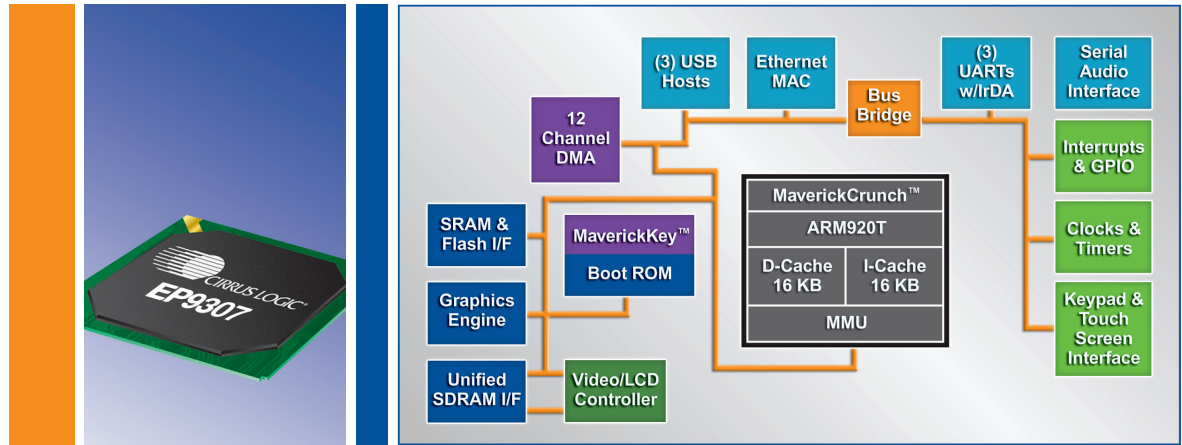 CIRRUS LOGIC®
EP9307
(3) USB
Hosts
Ethernet
MAC
Bus
Bridge
(3)
UARTs
w/IrDA
Serial
Audio
Interface
12
Channel
DMA
Interrupts
& GPIO
MaverickCrunch™
ARM920T
D-Cache
16 KB
I-Cache
16 KB
MMU
SRAM &
Flash I/F
MaverickKey™
Boot ROM
Clocks &
Timers
Graphics
Engine
Keypad &
Touch
Screen
Interface
Unified
SDRAM I/F
Video/LCD
Controller